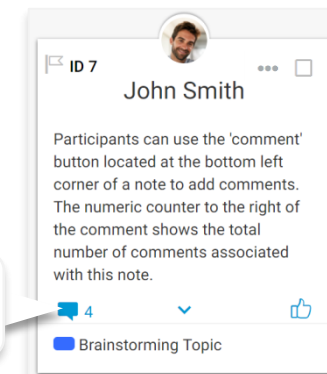 ID 7
John Smith
Participants can use the 'comment'
button located at the bottom left
corner of a note to add comments.
The numeric counter to the right of
the comment shows the total
number of comments associated
with this note.
4
Brainstorming Topic